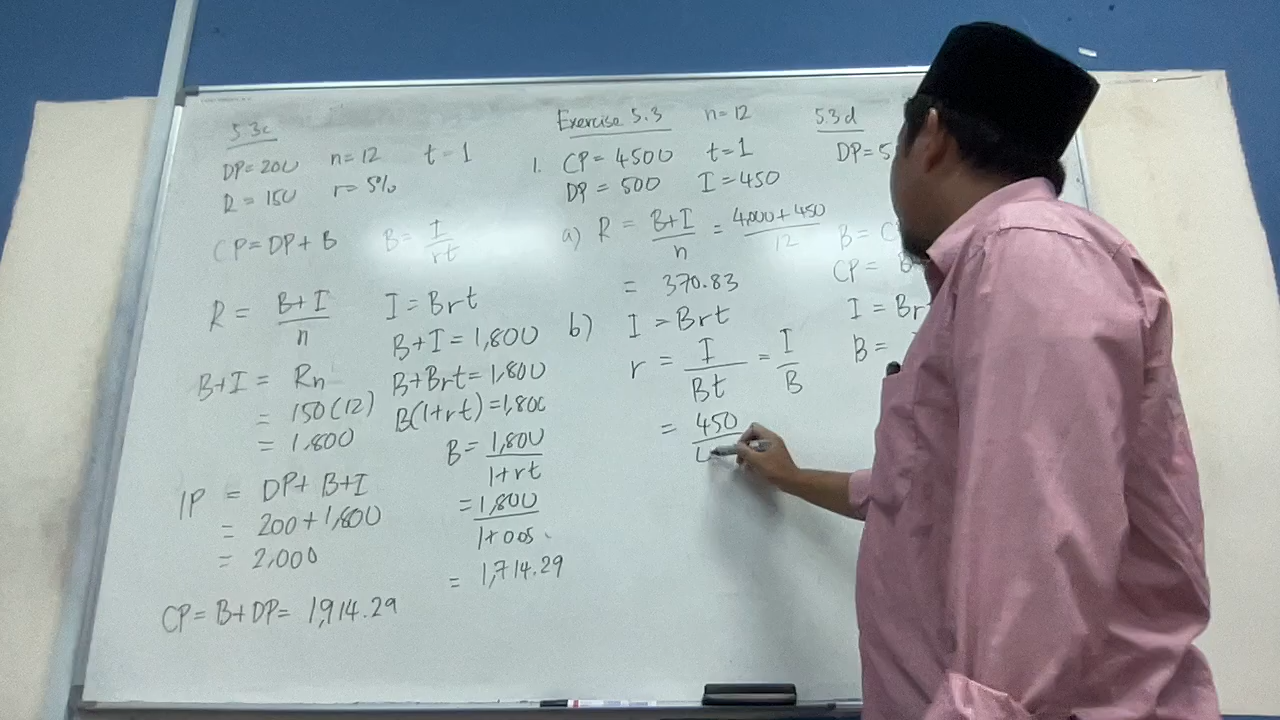 5.3c
DP=200 n=12 t=1
R=150 r=5%
CP=DP+B B=I/rt
R = B+I/n I=Brt
B+I=1,800
B+I = Rn B+Brt=1,800
= 150(12) B(1+rt)=1,800
= 1,800 B=1,800/1+rt
IP = DP+B+I
= 200+1,800 =1,800/1+0.05
= 2,000
= 1,714.29
CP=B+DP= 1,914.29
Exercise 5.3 n=12
1. CP=4500 t=1
DP=500 I=450
a) R = B+I/n = 4,000+450/12
= 370.83
b) I=Brt
r = I/Bt = I/B
= 450/
5.3d
DP=5
B=C
CP=
I=Br
B=